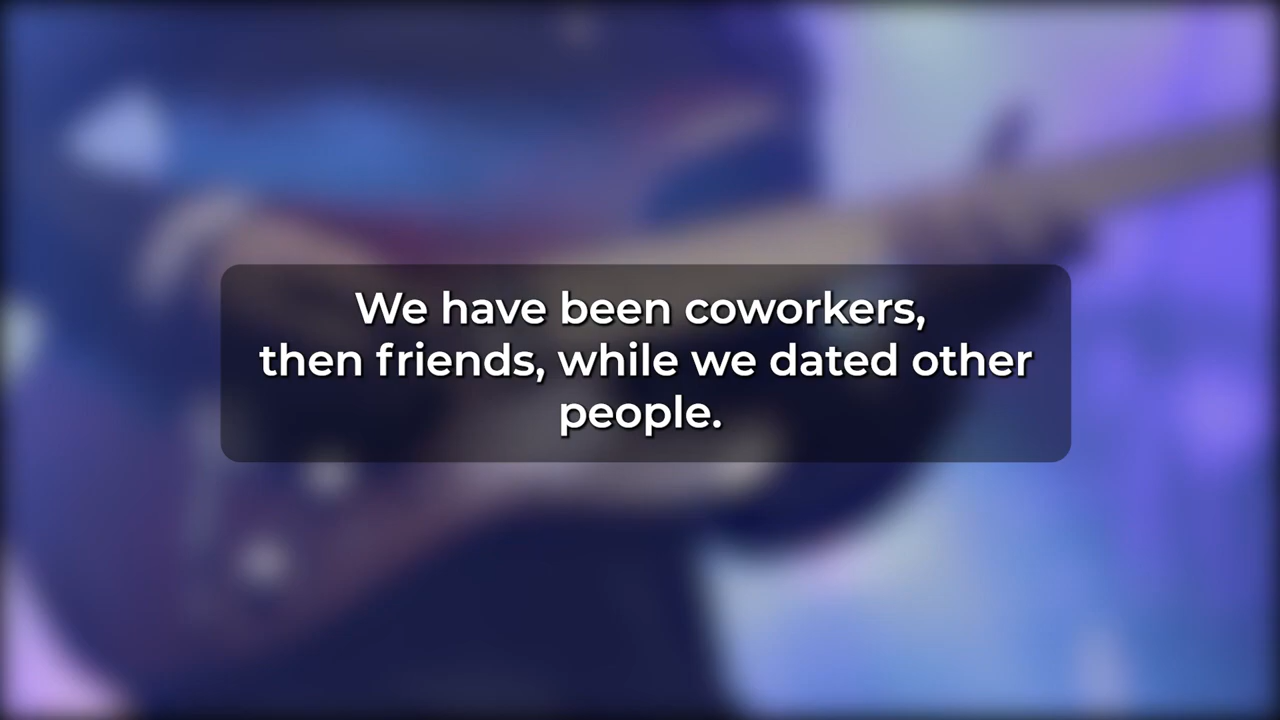 We have been coworkers,
then friends, while we dated other
people.